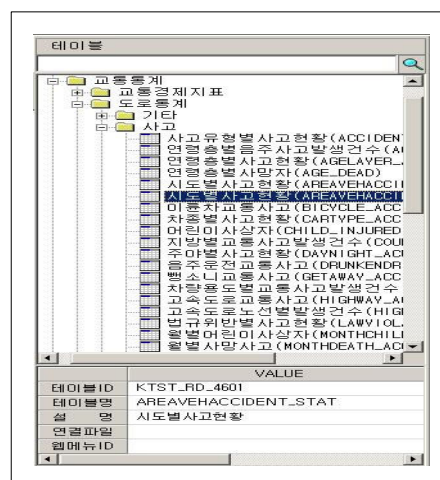 테이블
교통통계
교통경제지표
도로통계
기타
사고
사고유형별사고현황(ACCIDEN
연령층별음주사고발생건수(A
연령층별사고현황(AGELAYER_
연령층별사망자(AGE_DEAD)
시도별사고현황(AREAVEHACCI
시도별사고현황(AREAVEHACCI
이륜차교통사고(BICYCLE_ACC
차종별사고현황(CARTYPE_ACC
어린이사상자(CHILD_INJURED
지방별교통사고발생건수(COU
주야별사고현황(DAYNIGHT_AC
음주운전교통사고(DRUNKENDR
뺑소니교통사고(GETAWAY_ACC
차량용도별교통사고발생건수
고속도로교통사고(HIGHWAY_A
고속도로노선별발생건수(HIG
법규위반별사고현황(LAWVIOL
월별어린이사상자(MONTHCHIL
월별사망사고(MONTHDEATH_AC
VALUE
테이블ID KTST_RD_4601
테이블명 AREAVEHACCIDENT_STAT
설 명 시도별사고현황
연결파일
웹메뉴ID